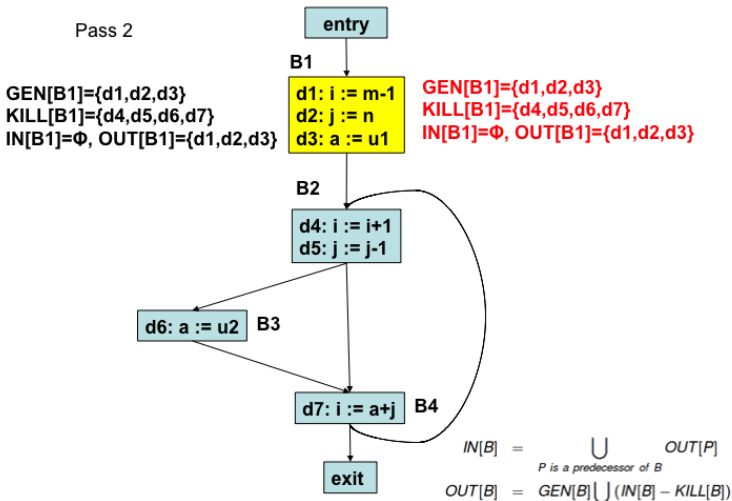 Pass 2
entry
B1
GEN[B1]={d1,d2,d3}
KILL[B1]={d4,d5,d6,d7}
IN[B1]=Φ, OUT[B1]={d1,d2,d3}
d1: i := m-1
d2: j := n
d3: a := u1
GEN[B1]={d1,d2,d3}
KILL[B1]={d4,d5,d6,d7}
IN[B1]=Φ, OUT[B1]={d1,d2,d3}
B2
d4: i := i+1
d5: j := j-1
d6: a := u2
B3
d7: i := a+j
B4
exit
IN[B] = ⋃ OUT[P]
P is a predecessor of B
OUT[B] = GEN[B] ⋃ (IN[B] − KILL[B])